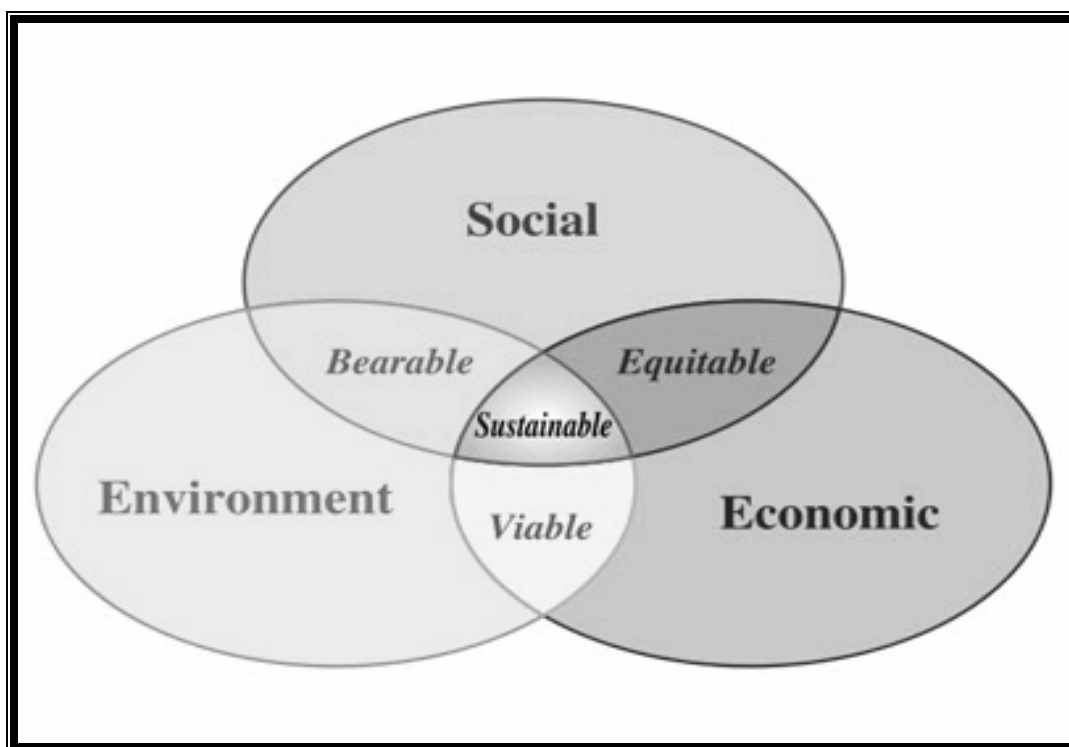 Social
Bearable
Equitable
Sustainable
Environment
Economic
Viable